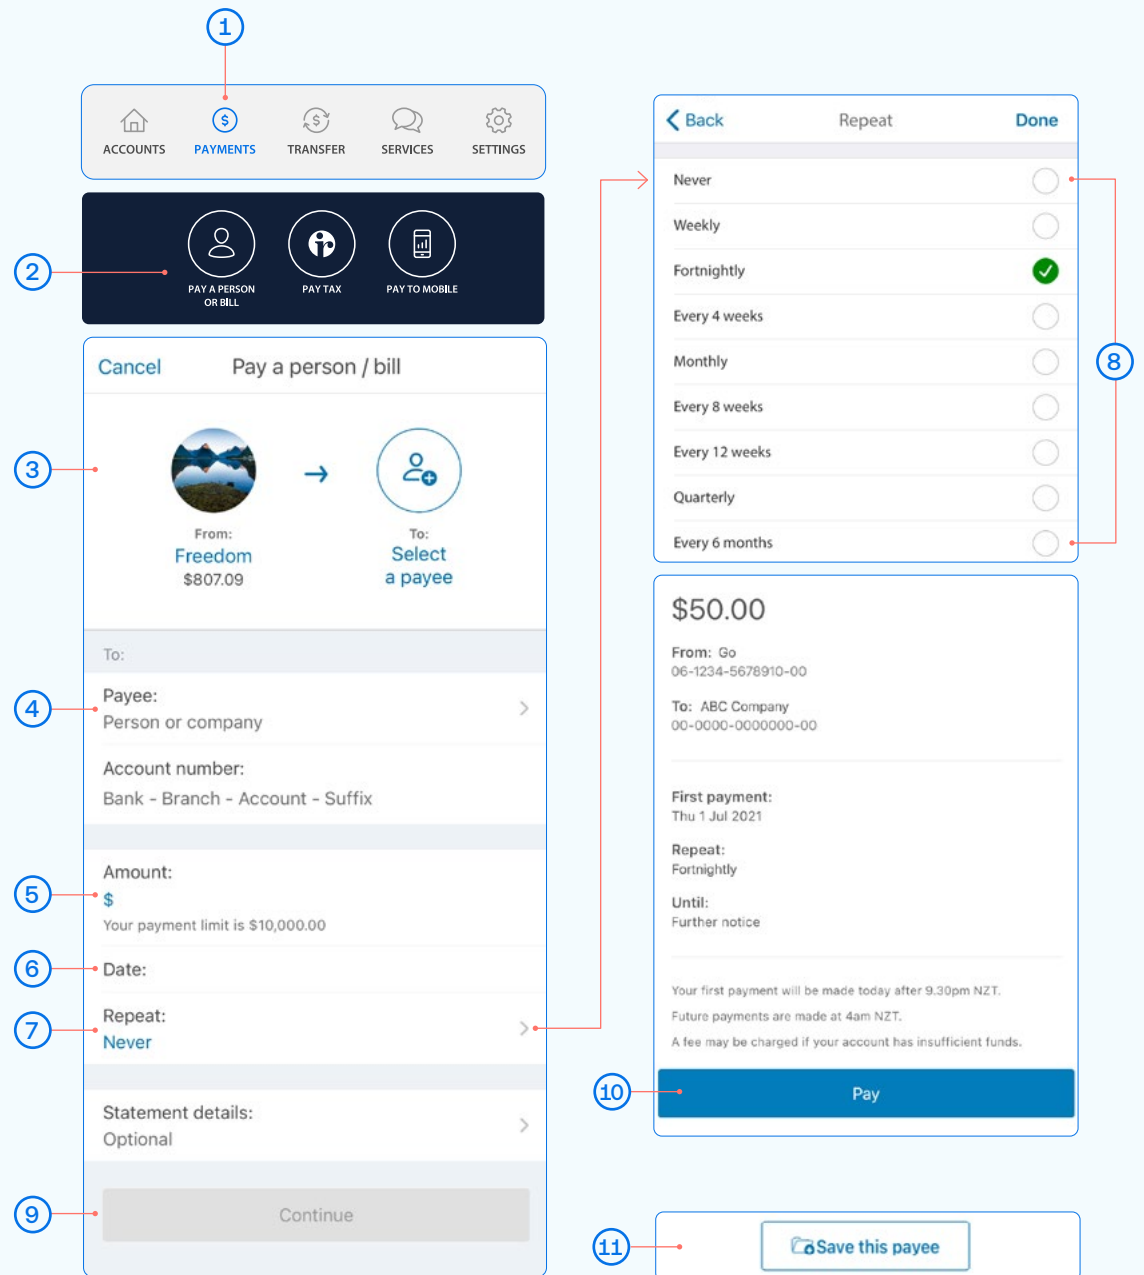 1
ACCOUNTS PAYMENTS TRANSFER SERVICES SETTINGS
2
PAY A PERSON
OR BILL
PAY TAX
PAY TO MOBILE
Cancel Pay a person / bill
3
From:
Freedom
$807.09
To:
Select
a payee
To:
4
Payee:
Person or company
Account number:
Bank - Branch - Account - Suffix
5
Amount:
$
Your payment limit is $10,000.00
6
Date:
7
Repeat:
Never
Statement details:
Optional
9
Continue
Back Repeat Done
Never
Weekly
Fortnightly
Every 4 weeks
Monthly
8
Every 8 weeks
Every 12 weeks
Quarterly
Every 6 months
$50.00
From: Go
06-1234-5678910-00
To: ABC Company
00-0000-0000000-00
First payment:
Thu 1 Jul 2021
Repeat:
Fortnightly
Until:
Further notice
Your first payment will be made today after 9.30pm NZT.
Future payments are made at 4am NZT.
A fee may be charged if your account has insufficient funds.
10
Pay
11
Save this payee